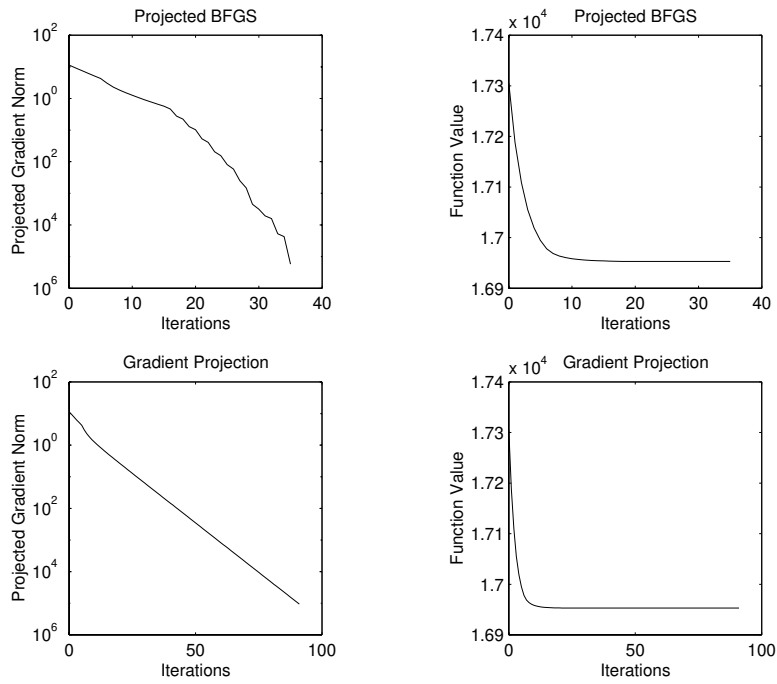 Projected BFGS
10^2
10^0
10^2
10^4
10^6
Projected Gradient Norm
0 10 20 30 40
Iterations
Projected BFGS
x 10^4
1.74
1.73
1.72
1.71
1.7
1.69
Function Value
0 10 20 30 40
Iterations
Gradient Projection
10^2
10^0
10^2
10^4
10^6
Projected Gradient Norm
0 50 100
Iterations
Gradient Projection
x 10^4
1.74
1.73
1.72
1.71
1.7
1.69
Function Value
0 50 100
Iterations